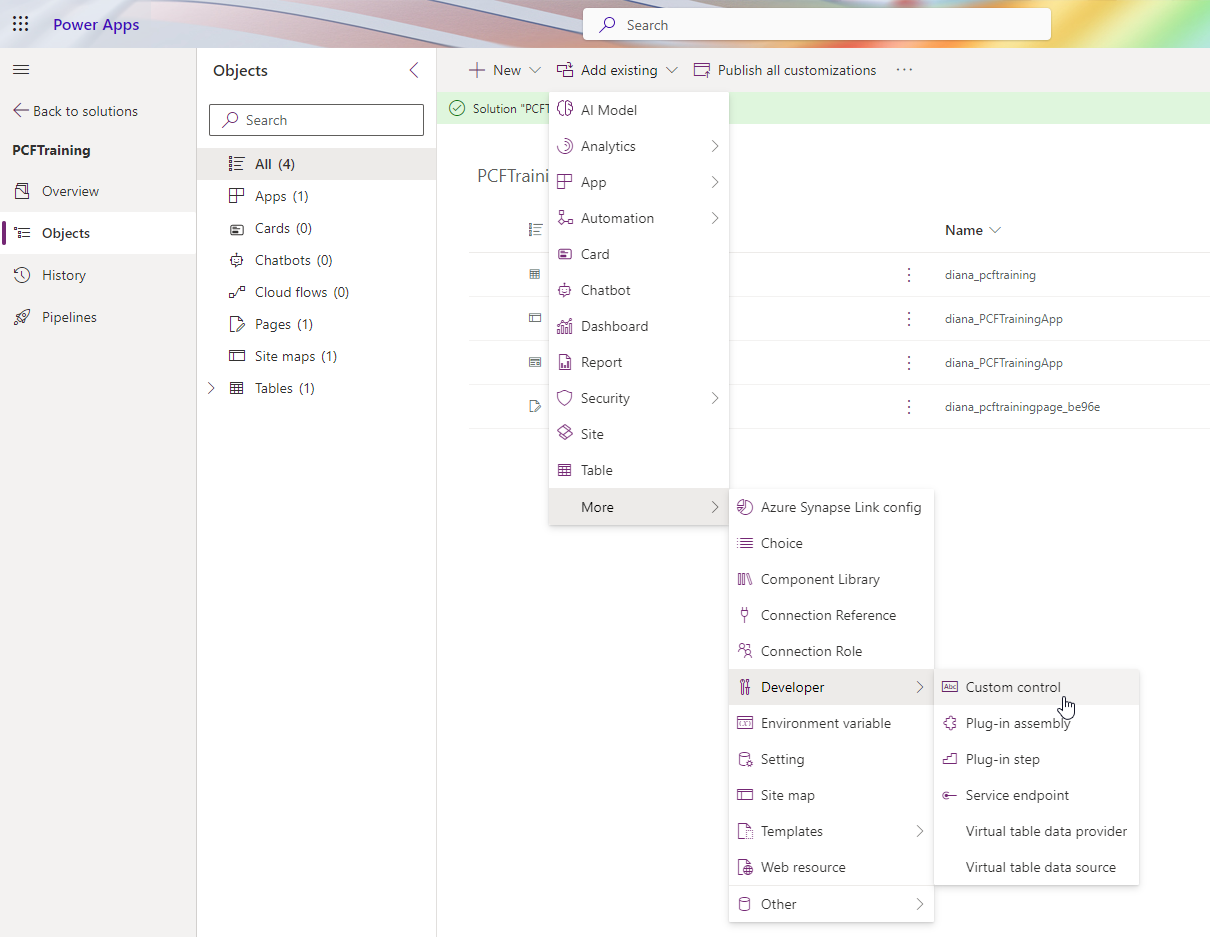 Power Apps
Search
Back to solutions
PCFTraining
Overview
Objects
History
Pipelines
Objects
Search
All (4)
Apps (1)
Cards (0)
Chatbots (0)
Cloud flows (0)
Pages (1)
Site maps (1)
Tables (1)
New
Add existing
Publish all customizations
Solution "PCFT
PCFTraini
Name
diana_pcftraining
diana_PCFTrainingApp
diana_PCFTrainingApp
diana_pcftrainingpage_be96e
AI Model
Analytics
App
Automation
Card
Chatbot
Dashboard
Report
Security
Site
Table
More
Azure Synapse Link config
Choice
Component Library
Connection Reference
Connection Role
Developer
Environment variable
Setting
Site map
Templates
Web resource
Other
Abc
Custom control
Plug-in assembly
Plug-in step
Service endpoint
Virtual table data provider
Virtual table data source